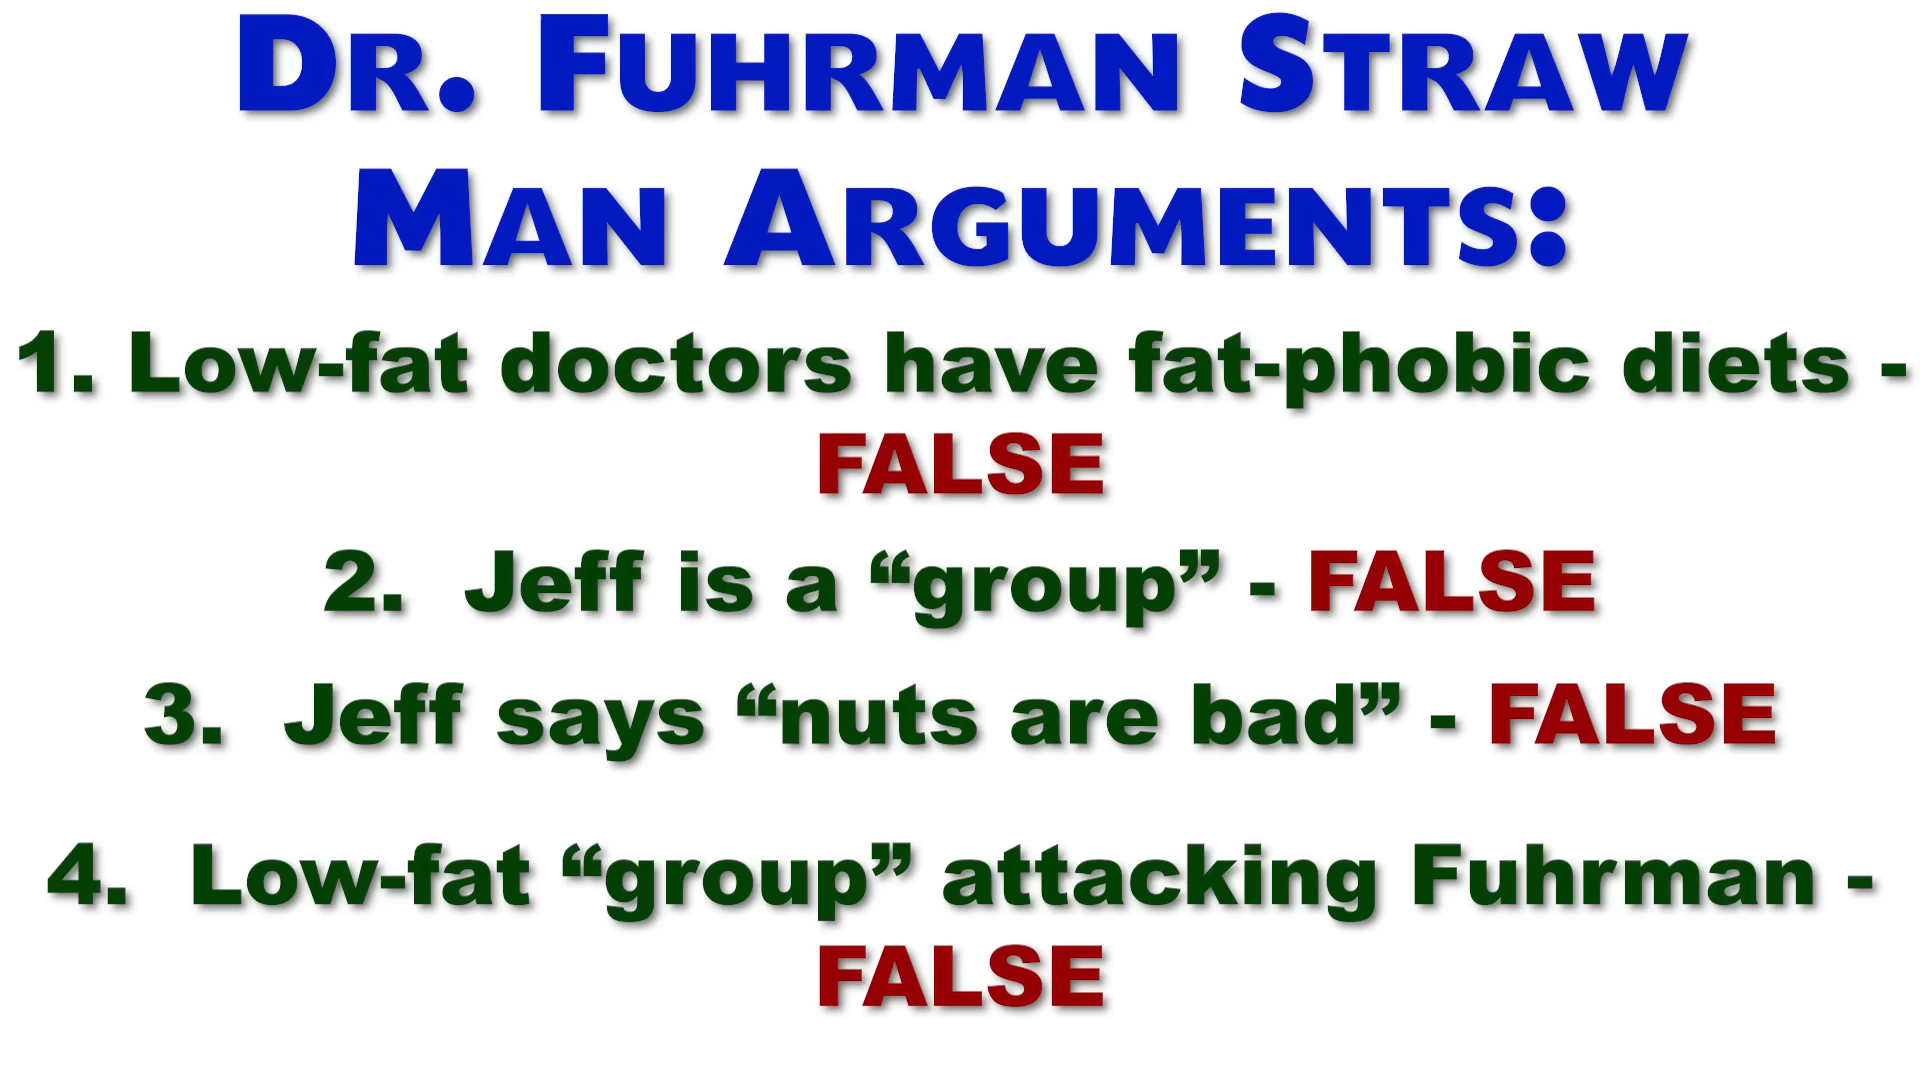 Dr. Fuhrman Straw
Man Arguments:
1. Low-fat doctors have fat-phobic diets -
FALSE
2. Jeff is a “group” - FALSE
3. Jeff says “nuts are bad” - FALSE
4. Low-fat “group” attacking Fuhrman -
FALSE